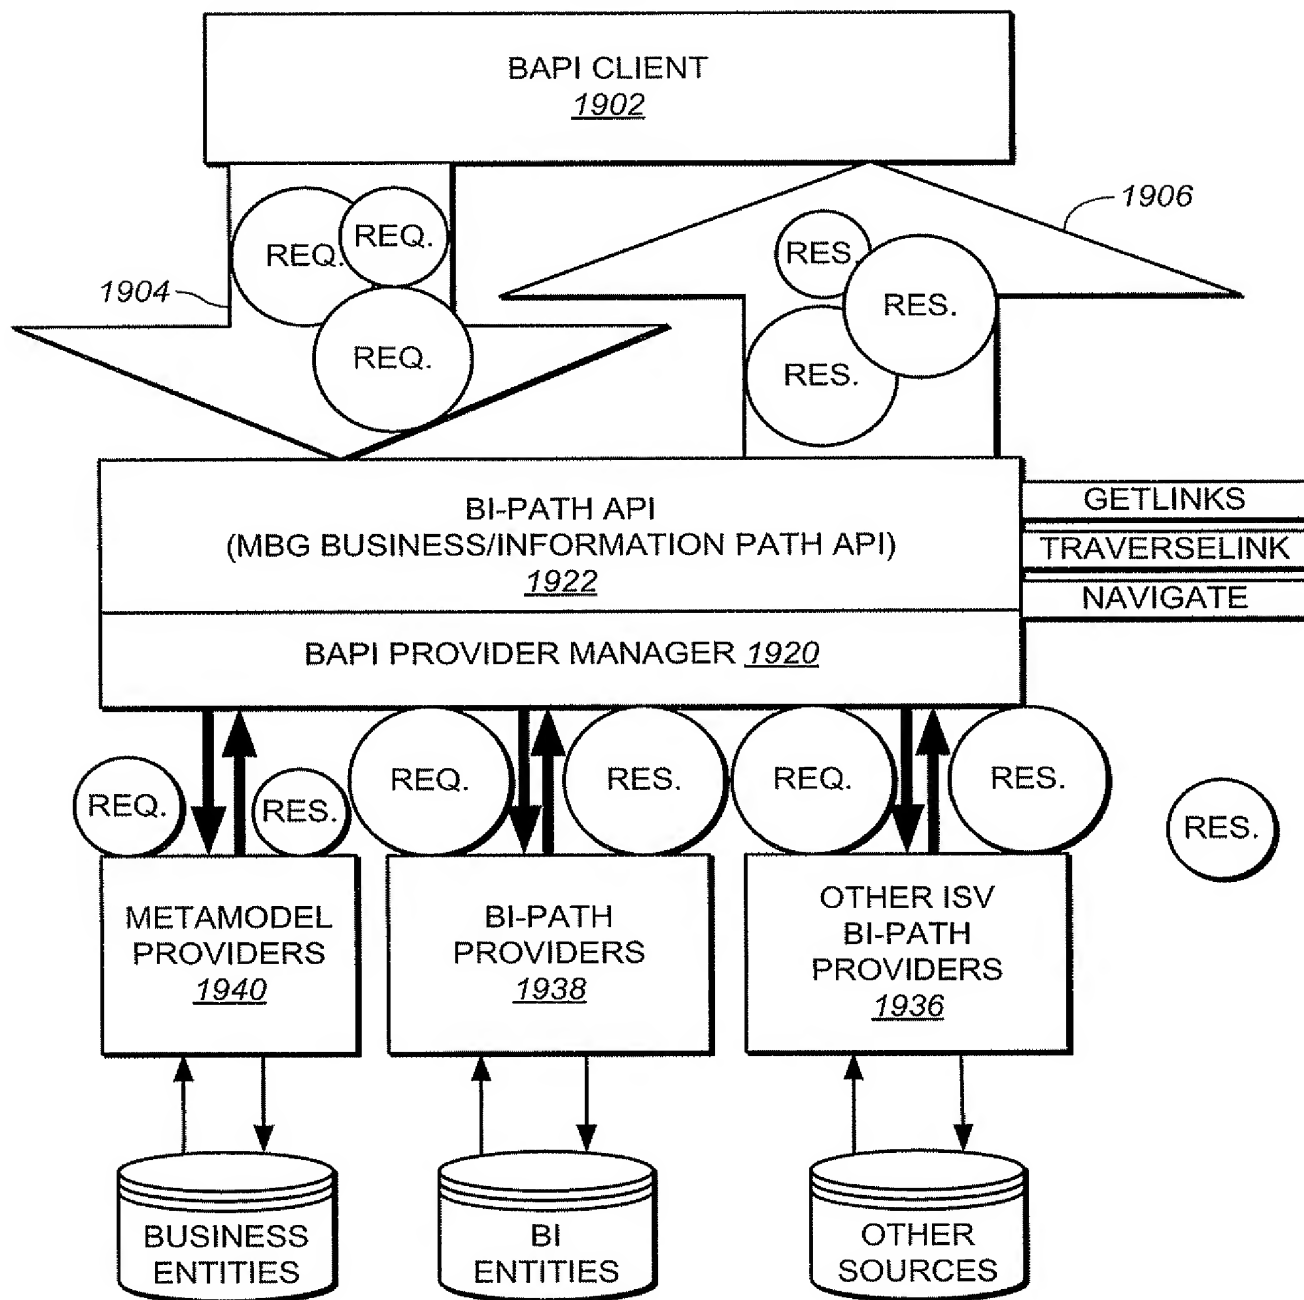 BAPI CLIENT
1902
1906
REQ.
REQ.
RES.
1904
RES.
REQ.
RES.
BI-PATH API
(MBG BUSINESS/INFORMATION PATH API)
1922
GETLINKS
TRAVERSELINK
NAVIGATE
BAPI PROVIDER MANAGER 1920
REQ.
RES.
REQ.
RES.
REQ.
RES.
RES.
METAMODEL
PROVIDERS
1940
BI-PATH
PROVIDERS
1938
OTHER ISV
BI-PATH
PROVIDERS
1936
BUSINESS
ENTITIES
BI
ENTITIES
OTHER
SOURCES